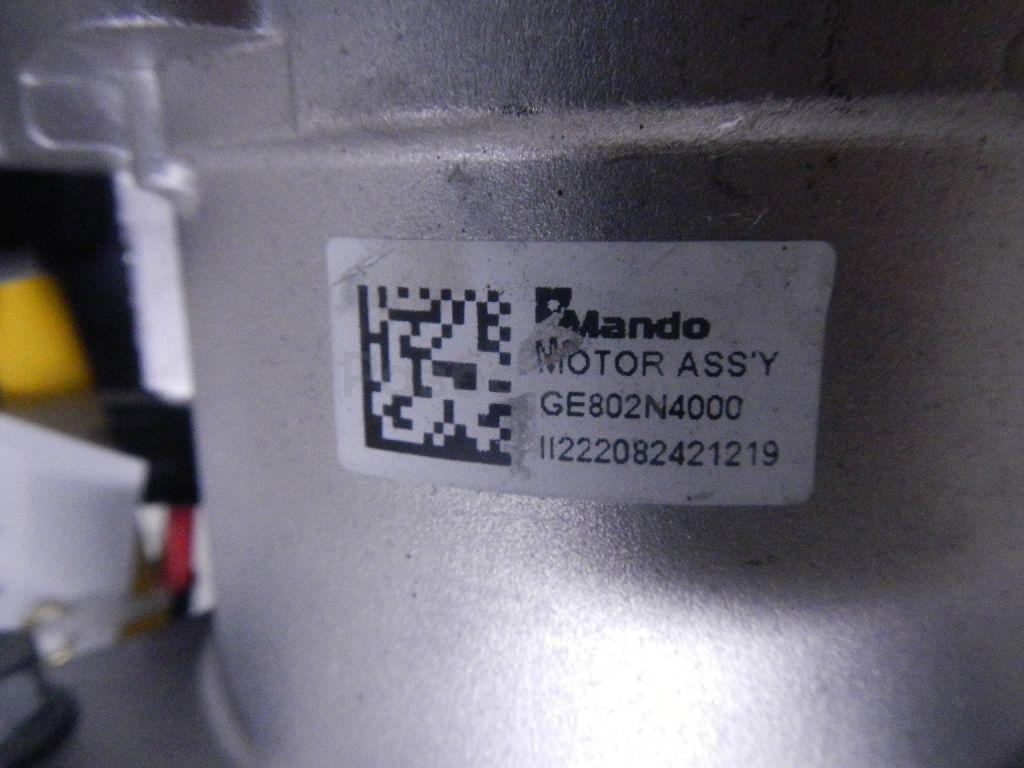 Mando
MOTOR ASS'Y
GE802N4000
II222082421219